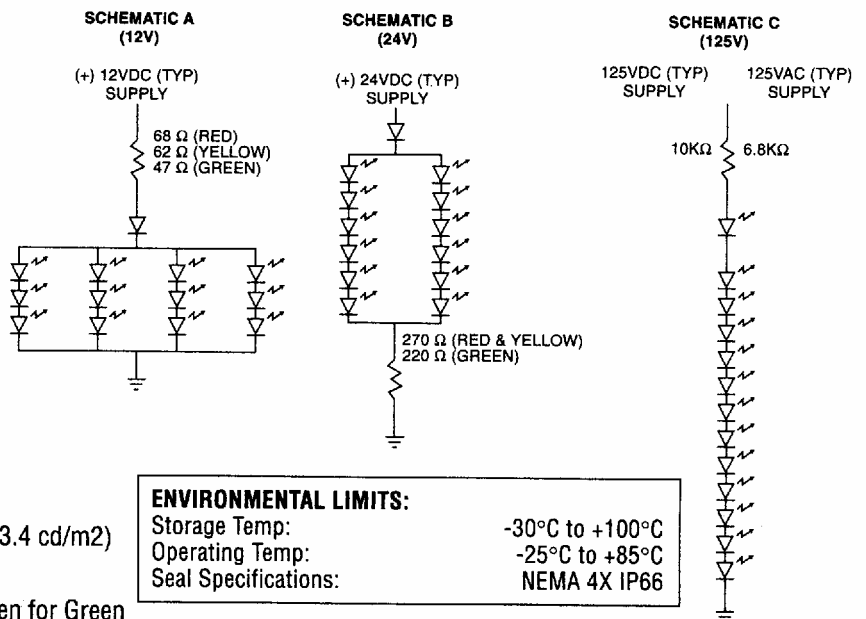 SCHEMATIC A
(12V)
(+) 12VDC (TYP)
SUPPLY
68 Ω (RED)
62 Ω (YELLOW)
47 Ω (GREEN)
SCHEMATIC B
(24V)
(+) 24VDC (TYP)
SUPPLY
270 Ω (RED & YELLOW)
220 Ω (GREEN)
SCHEMATIC C
(125V)
125VDC (TYP)
SUPPLY
125VAC (TYP)
SUPPLY
10KΩ
6.8KΩ
3.4 cd/m2)
en for Green
ENVIRONMENTAL LIMITS:
Storage Temp: -30°C to +100°C
Operating Temp: -25°C to +85°C
Seal Specifications: NEMA 4X IP66